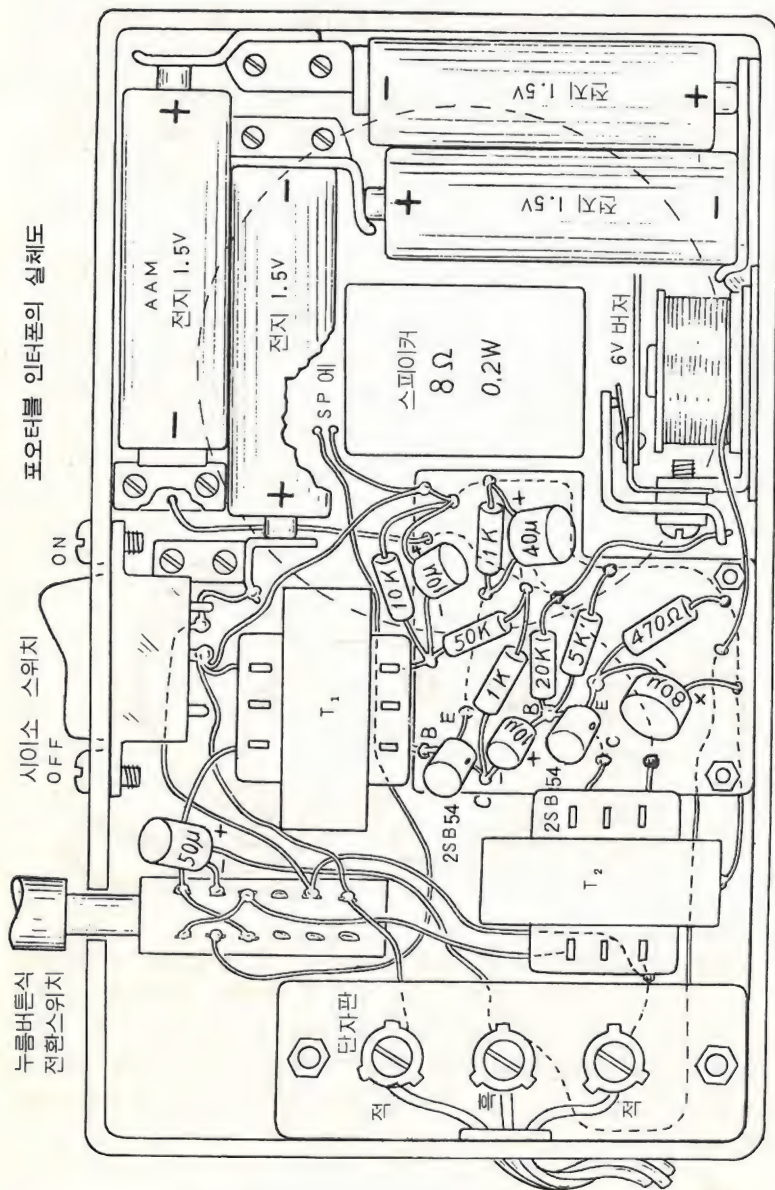 포오터블 인터폰의 실체도
누름버튼식
전환스위치
시이소 스위치
OFF
ON
AAM
전지 1.5V
전지 1.5V
전지 1.5V
전지 1.5V
+
-
+
-
+
-
+
-
SP 에
스피이커
8Ω
0.2W
6V 버저
50μ
+
-
T₁
10K
10μ
+
1K
40μ
+
50K
1K
20K
5K
470Ω
10μ
+
80μ
+
B
E
C
2SB54
B
E
C
2SB54
T₂
단자판
적
흑
적